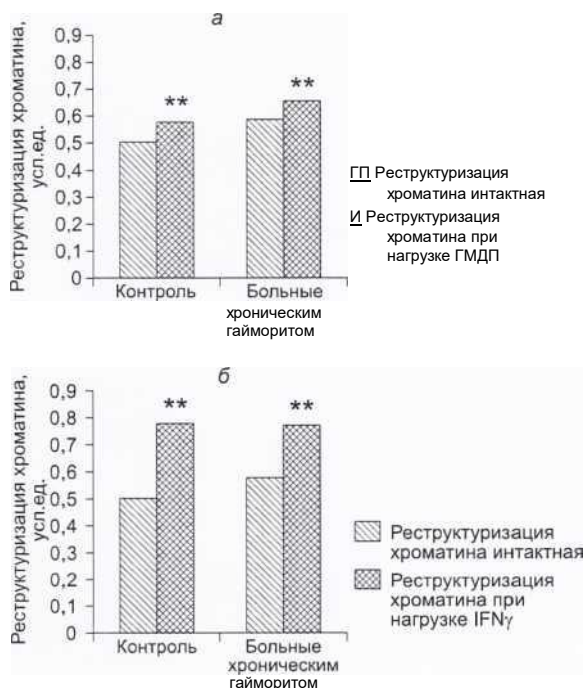 а
Реструктуризация хроматина,
усл.ед.
0,9
0,8
0,7
0,6
0,5
0,4
0,3
0,2
0,1
0
**
**
Контроль
Больные
хроническим
гайморитом
ГП Реструктуризация
хроматина интактная
И Реструктуризация
хроматина при
нагрузке ГМДП
б
Реструктуризация хроматина,
усл.ед.
0,9
0,8
0,7
0,6
0,5
0,4
0,3
0,2
0,1
0
**
**
Контроль
Больные
хроническим
гайморитом
Реструктуризация
хроматина интактная
Реструктуризация
хроматина при
нагрузке IFNγ